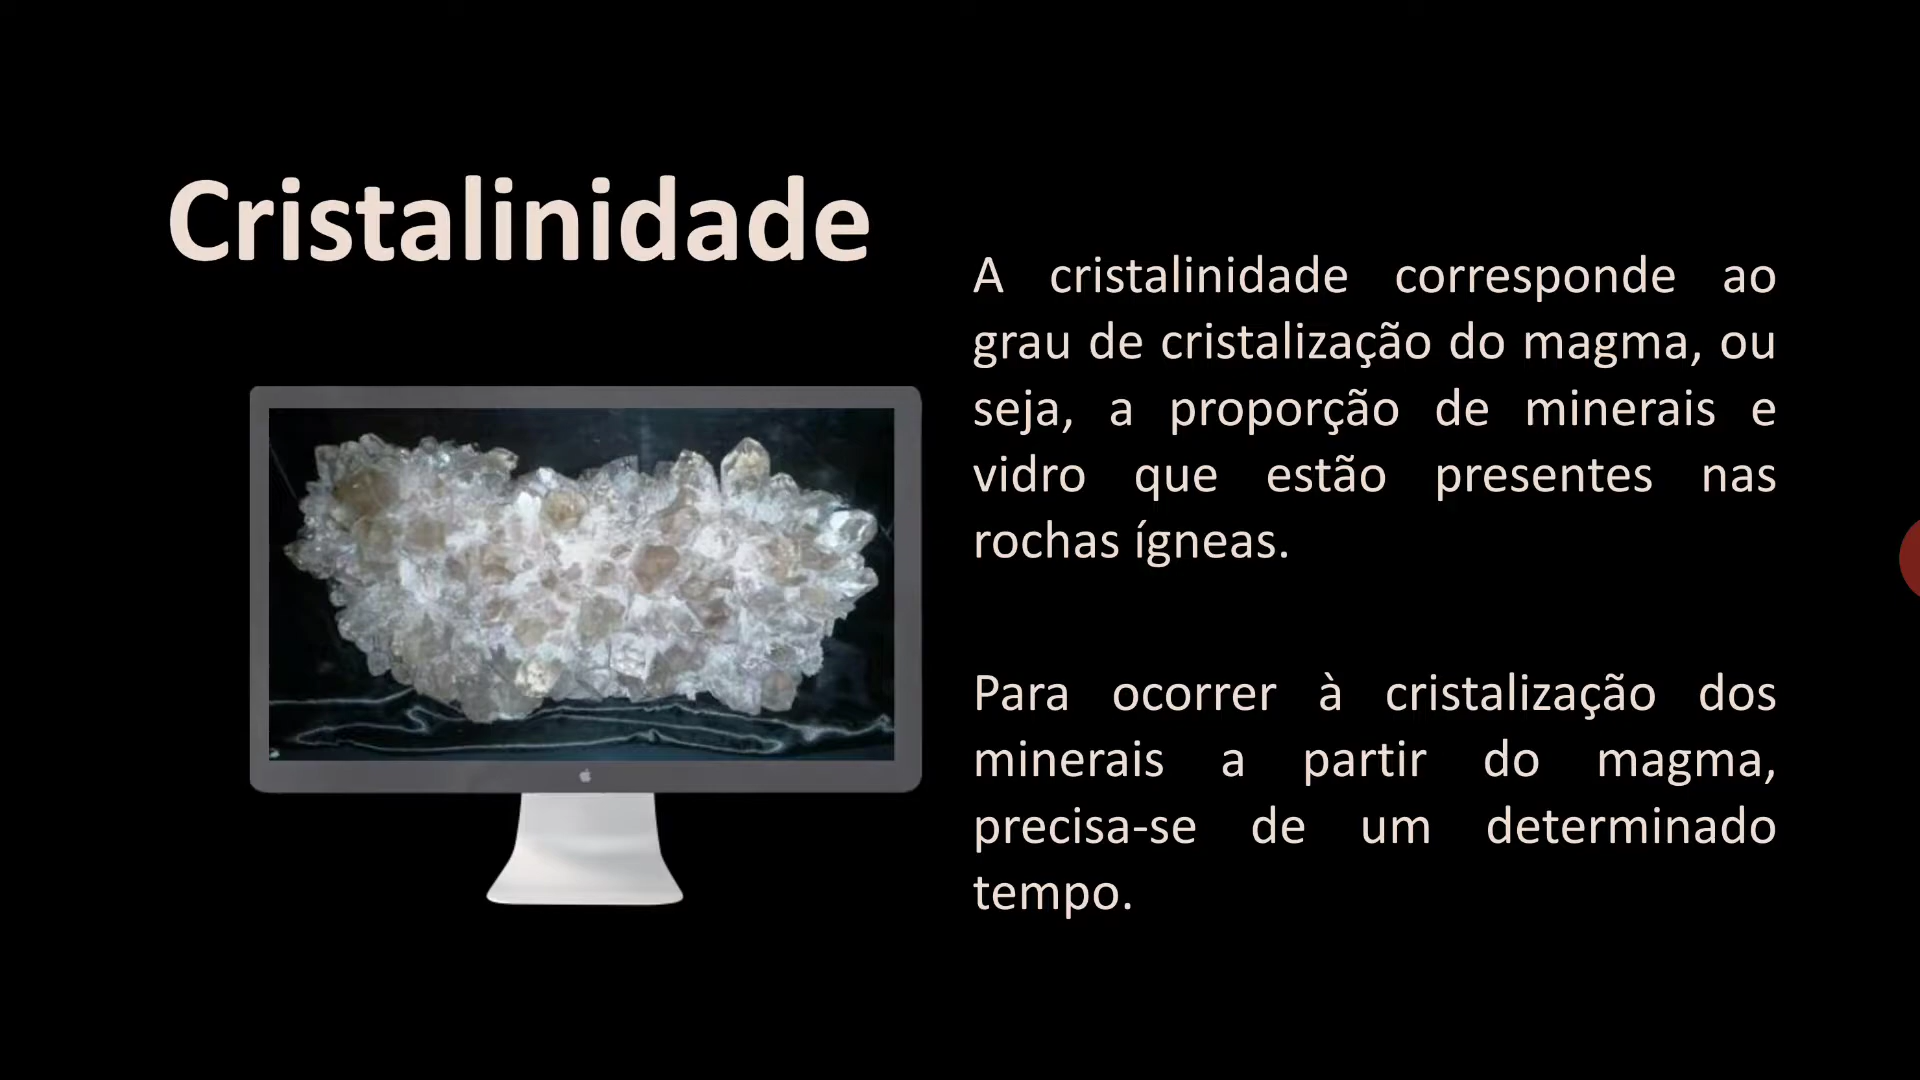 Cristalinidade
A cristalinidade corresponde ao
grau de cristalização do magma, ou
seja, a proporção de minerais e
vidro que estão presentes nas
rochas ígneas.
Para ocorrer à cristalização dos
minerais a partir do magma,
precisa-se de um determinado
tempo.